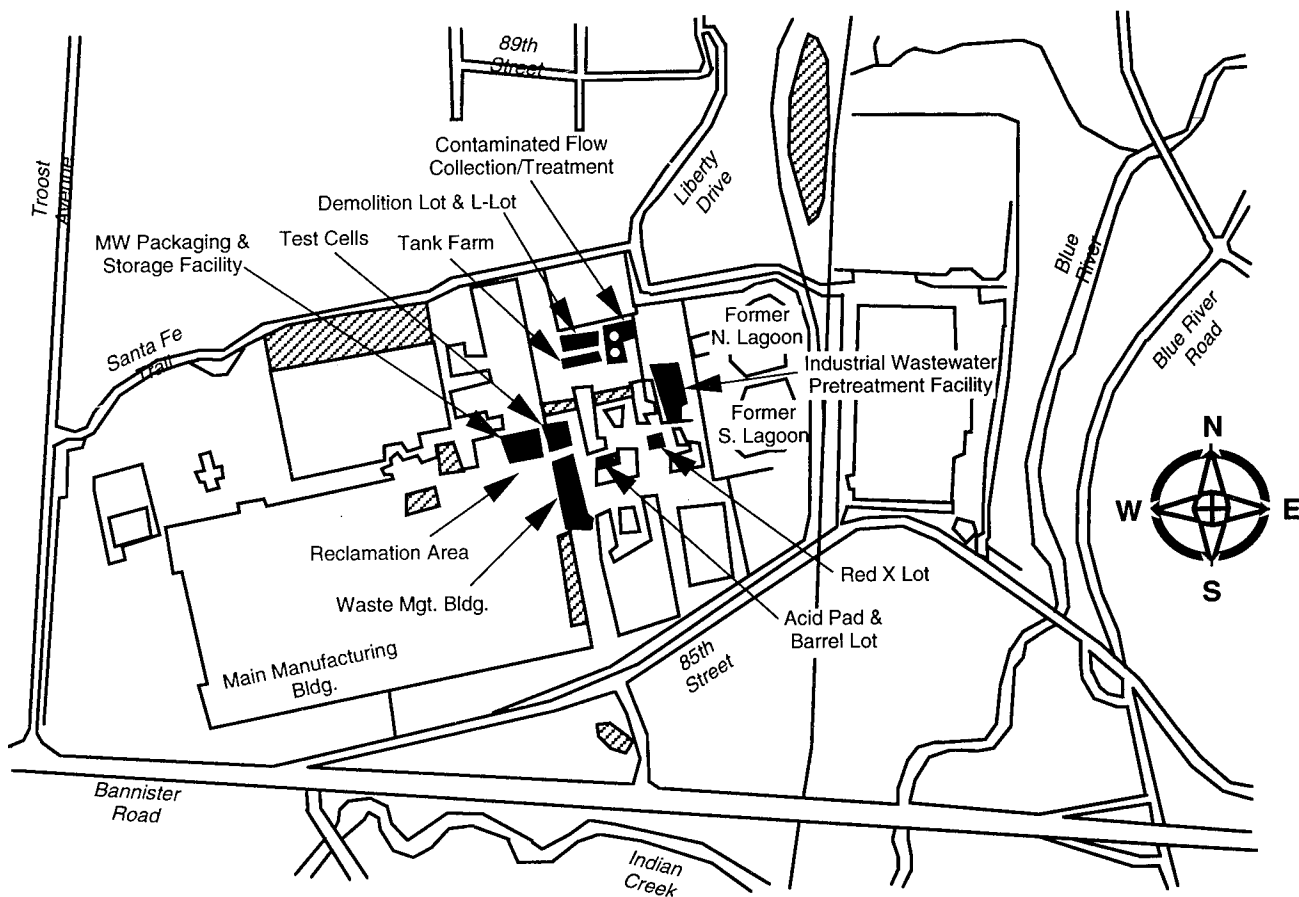 89th
Street
Troost
Avenue
Contaminated Flow
Collection/Treatment
Liberty
Drive
Demolition Lot & L-Lot
MW Packaging &
Storage Facility
Test Cells
Tank Farm
Blue
River
Blue River
Road
Santa Fe
Trail
Former
N. Lagoon
Industrial Wastewater
Pretreatment Facility
Former
S. Lagoon
N
W
E
S
Reclamation Area
Waste Mgt. Bldg.
Red X Lot
Acid Pad &
Barrel Lot
Main Manufacturing
Bldg.
85th
Street
Bannister
Road
Indian
Creek